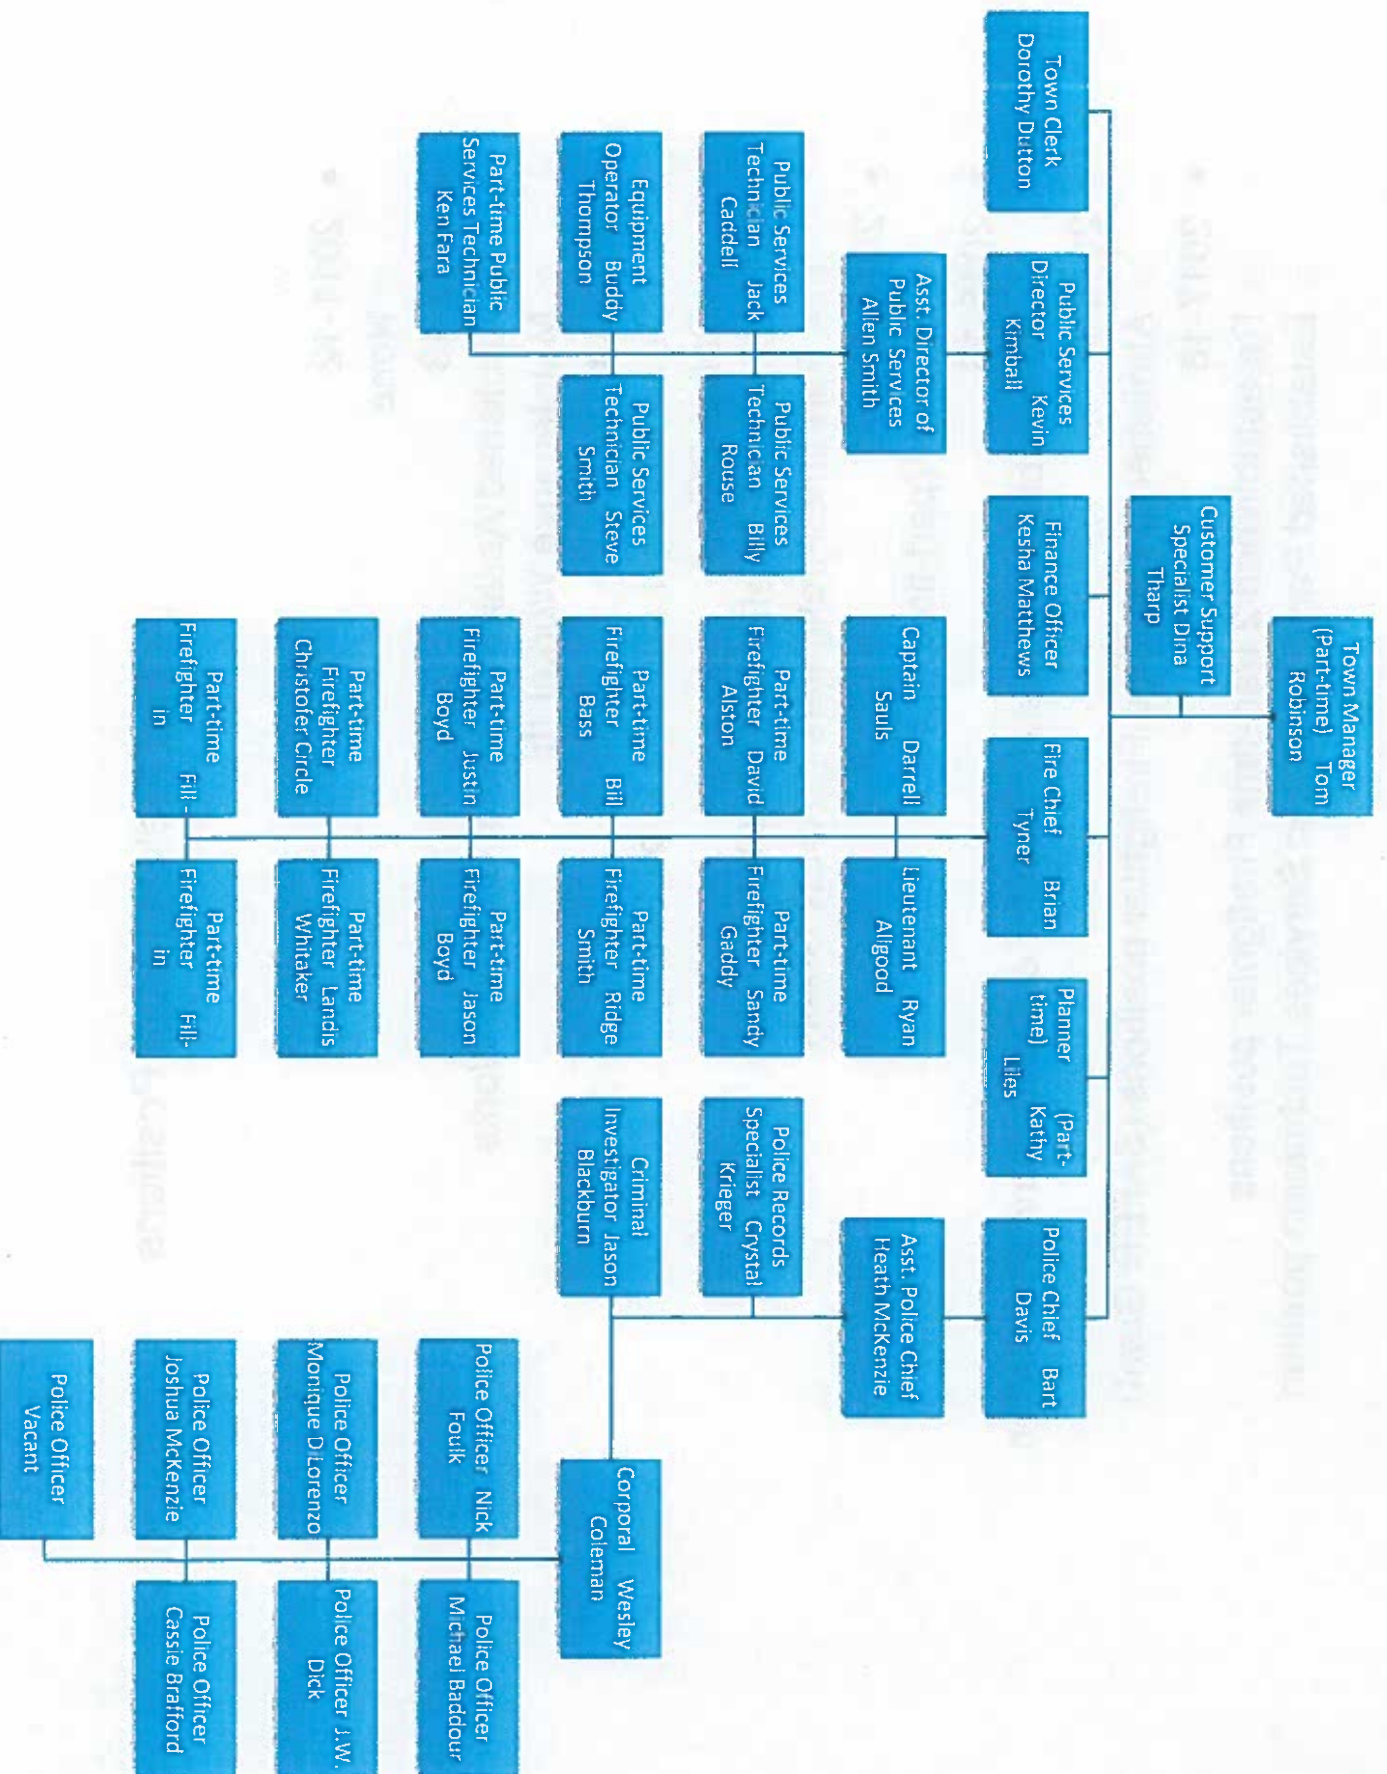 Town Manager
(Part-time) Tom
Robinson
Customer Support
Specialist Dina
Tharp
Town Clerk
Dorothy Dutton
Public Services
Director Kevin
Kimball
Finance Officer
Kesha Matthews
Fire Chief Brian
Tyner
Planner (Part-
time) Kathy
Liles
Police Chief Bart
Davis
Asst. Director of
Public Services
Allen Smith
Public Services
Technician Jack
Caddell
Public Services
Technician Billy
Rouse
Equipment
Operator Buddy
Thompson
Public Services
Technician Steve
Smith
Part-time Public
Services Technician
Ken Fara
Captain Darrell
Sauls
Lieutenant Ryan
Allgood
Part-time
Firefighter David
Alston
Part-time
Firefighter Sandy
Gaddy
Part-time
Firefighter Bill
Bass
Part-time
Firefighter Ridge
Smith
Part-time
Firefighter Justin
Boyd
Part-time
Firefighter Jason
Boyd
Part-time
Firefighter
Christofer Circle
Part-time
Firefighter Landis
Whitaker
Part-time
Firefighter Fill-
in
Part-time
Firefighter Fill-
in
Asst. Police Chief
Heath McKenzie
Police Records
Specialist Crystal
Krieger
Criminal
Investigator Jason
Blackburn
Corporal Wesley
Coleman
Police Officer Nick
Foulk
Police Officer
Michael Baddour
Police Officer
Monique DiLorenzo
Police Officer J.W.
Dick
Police Officer
Joshua McKenzie
Police Officer
Cassie Brafford
Police Officer
Vacant